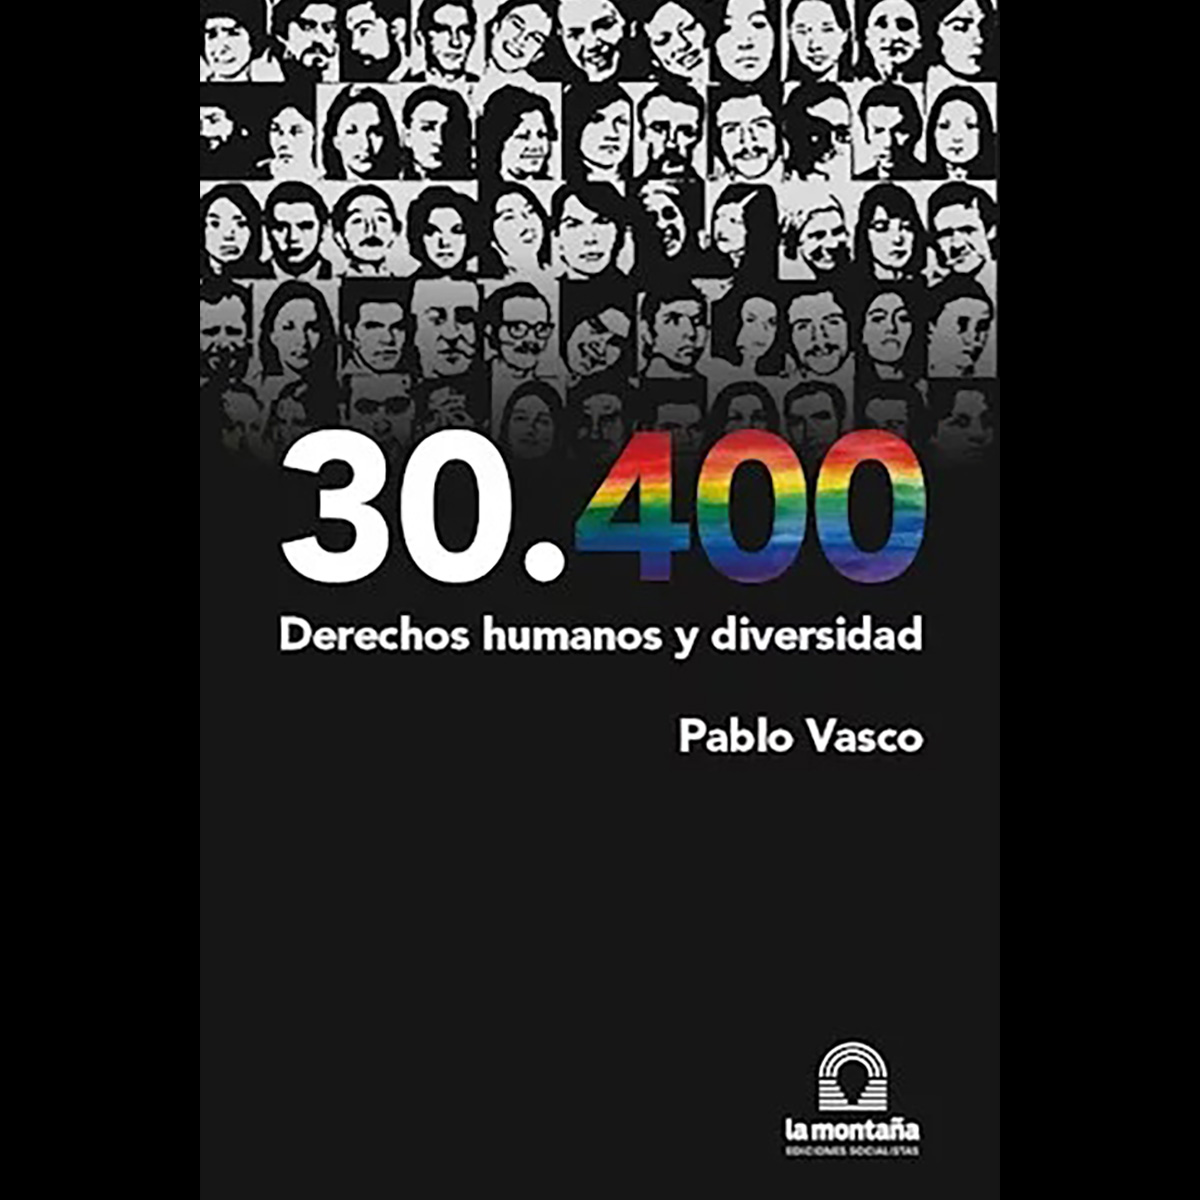 30.400
Derechos humanos y diversidad
Pablo Vasco
la montaña
EDICIONES SOCIALISTAS